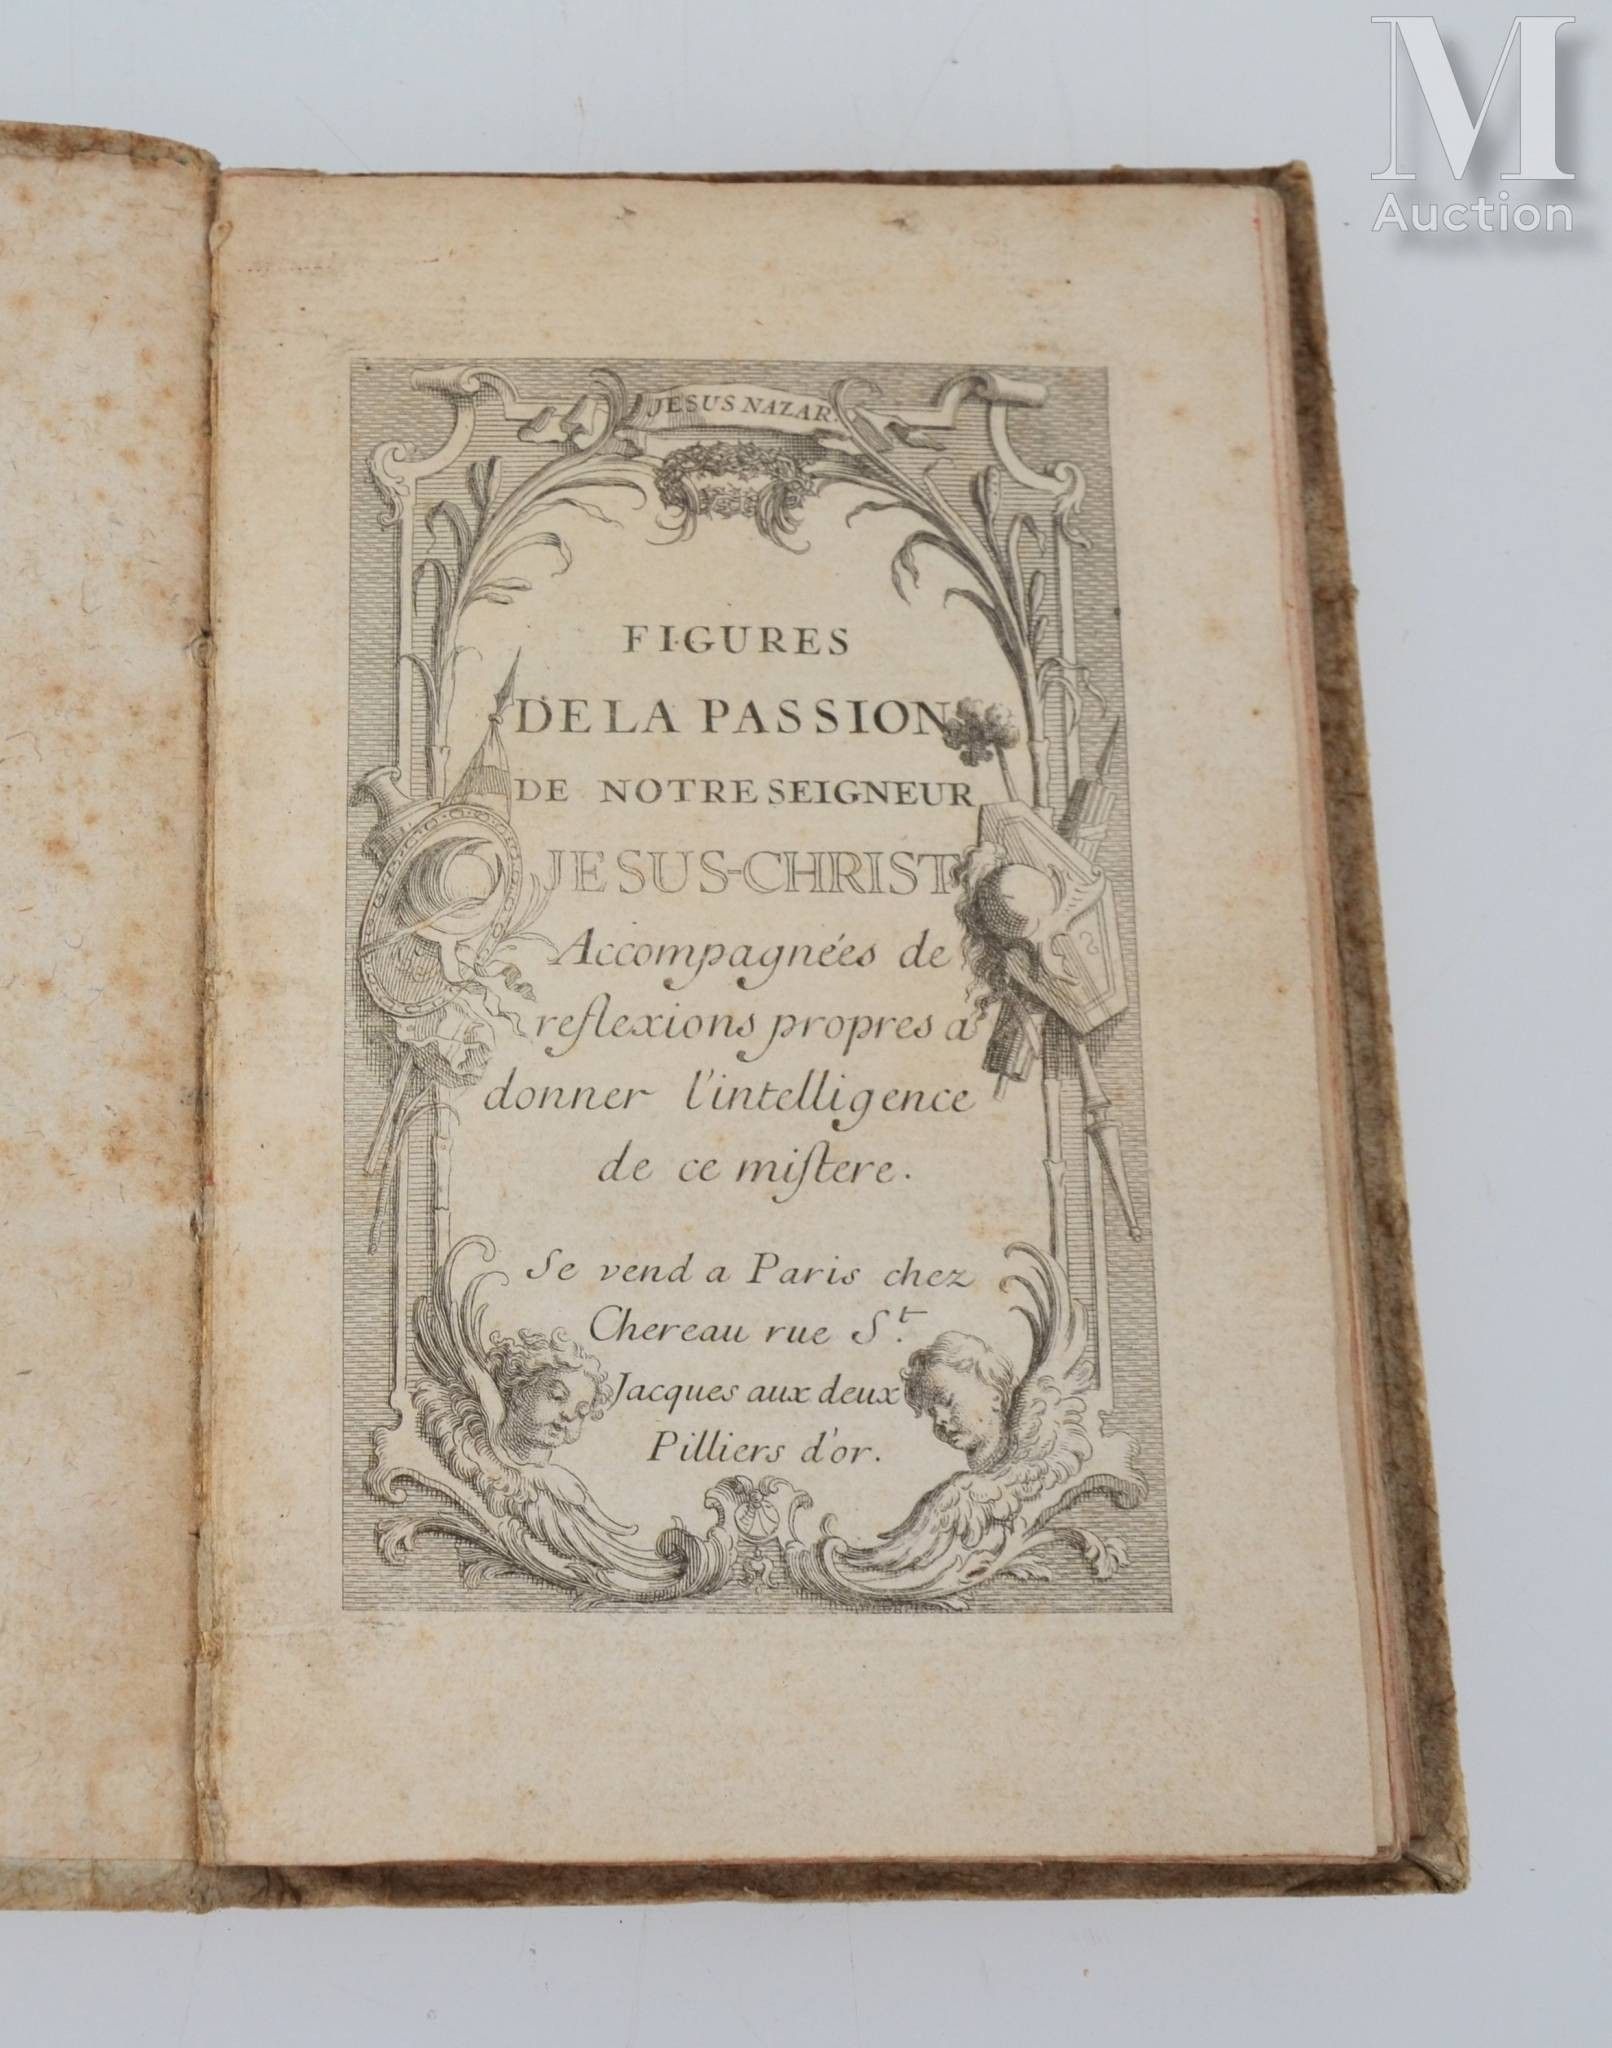 M
Auction
JESUS NAZAR.
FIGURES
DE LA PASSION
DE NOTRE SEIGNEUR
JESUS-CHRIST
Accompagnées de
reflexions propres a
donner l'intelligence
de ce miſtere.
Se vend a Paris chez
Chereau rue St.
Jacques aux deux
Pilliers d'or.